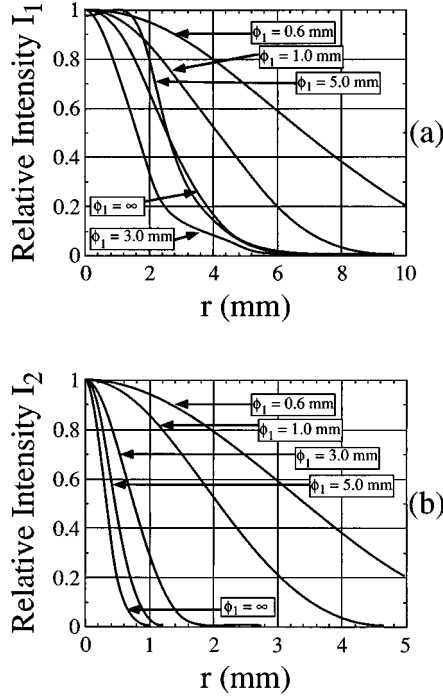 Relative Intensity I1
1
0.8
0.6
0.4
0.2
0
ϕ1 = 0.6 mm
ϕ1 = 1.0 mm
ϕ1 = 5.0 mm
ϕ1 = ∞
ϕ1 = 3.0 mm
(a)
0 2 4 6 8 10
r (mm)
Relative Intensity I2
1
0.8
0.6
0.4
0.2
0
ϕ1 = 0.6 mm
ϕ1 = 1.0 mm
ϕ1 = 3.0 mm
ϕ1 = 5.0 mm
ϕ1 = ∞
(b)
0 1 2 3 4 5
r (mm)